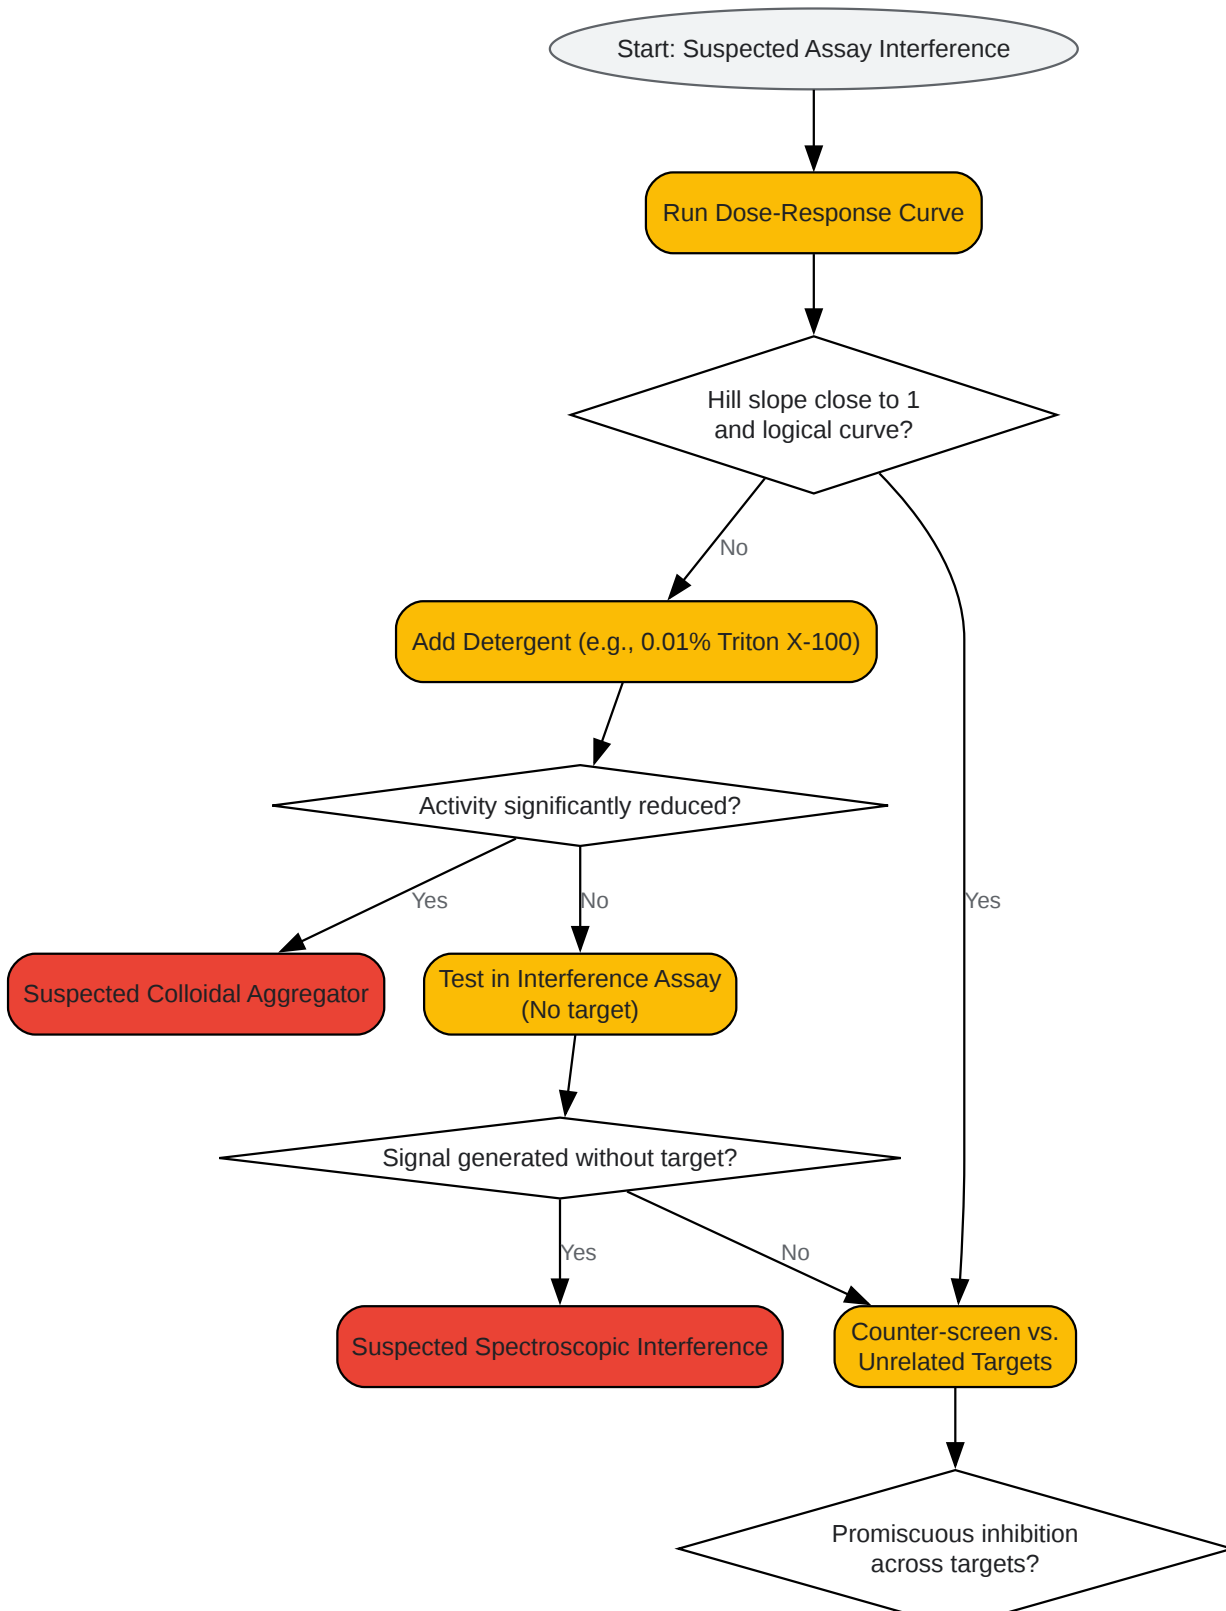 Start: Suspected Assay Interference
Run Dose-Response Curve
Hill slope close to 1
and logical curve?
No
Yes
Add Detergent (e.g., 0.01% Triton X-100)
Activity significantly reduced?
Yes
No
Suspected Colloidal Aggregator
Test in Interference Assay
(No target)
Signal generated without target?
Yes
No
Suspected Spectroscopic Interference
Counter-screen vs.
Unrelated Targets
Promiscuous inhibition
across targets?